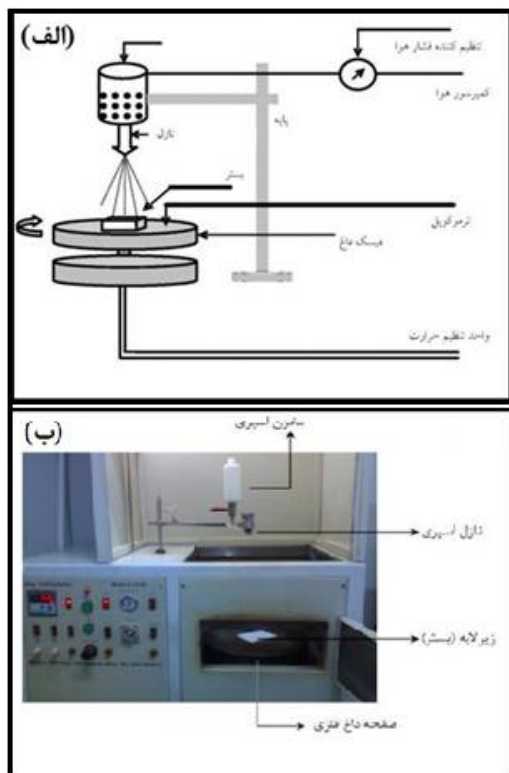 (الف)
تنظیم کننده فشار هوا
کمپرسور هوا
نازل
پایه
بستر
ترموکوپل
دیسک داغ
واحد تنظیم حرارت
(ب)
مخزن اسپری
نازل اسپری
زیرلایه (بستر)
صفحه داغ فلزی